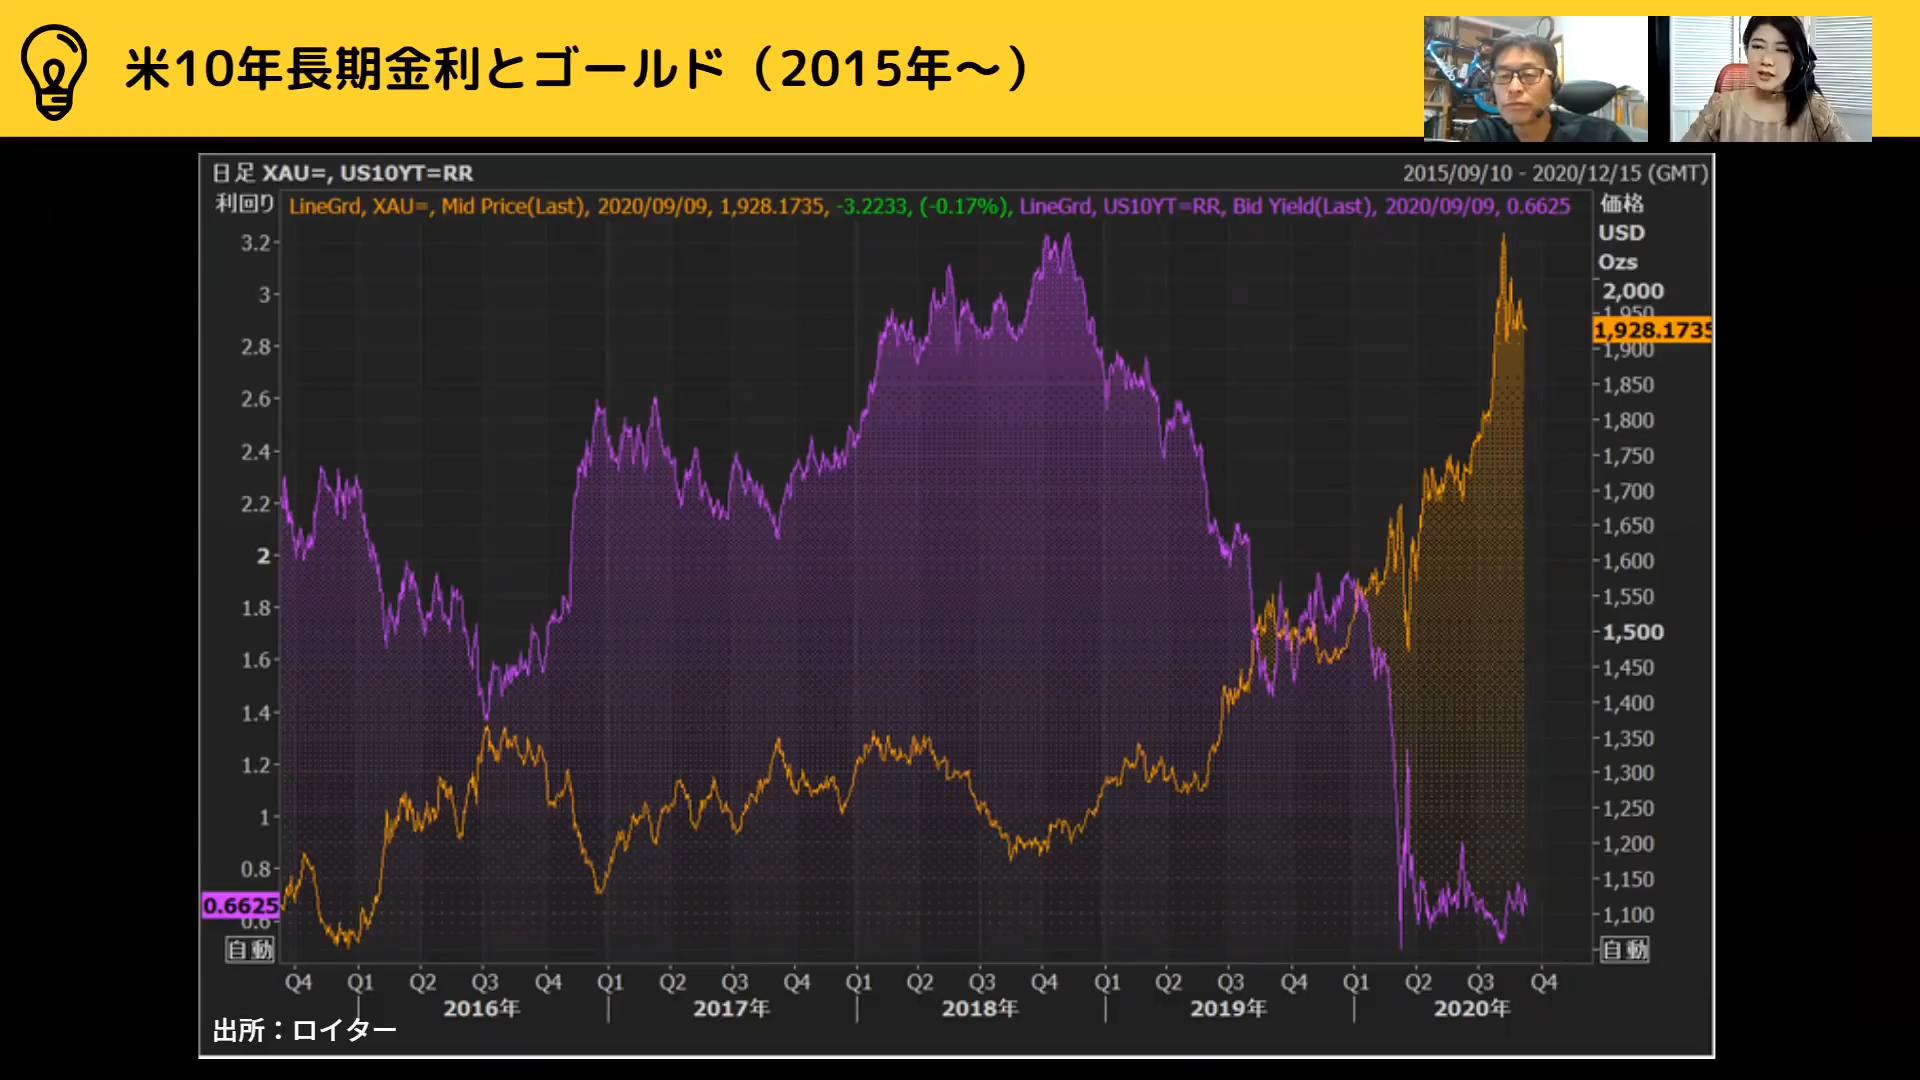 米10年長期金利とゴールド（2015年～）
日足 XAU=, US10YT=RR
2015/09/10 - 2020/12/15 (GMT)
利回り
LineGrd, XAU=, Mid Price(Last), 2020/09/09, 1,928.1735, -3.2233, (-0.17%), LineGrd, US10YT=RR, Bid Yield(Last), 2020/09/09, 0.6625
価格
USD
Ozs
3.2
3
2.8
2.6
2.4
2.2
2
1.8
1.6
1.4
1.2
1
0.8
0.6625
0.6
自動
2,000
1,950
1,928.1735
1,900
1,850
1,800
1,750
1,700
1,650
1,600
1,550
1,500
1,450
1,400
1,350
1,300
1,250
1,200
1,150
1,100
自動
Q4 Q1 Q2 Q3 Q4 Q1 Q2 Q3 Q4 Q1 Q2 Q3 Q4 Q1 Q2 Q3 Q4 Q1 Q2 Q3 Q4
2016年 2017年 2018年 2019年 2020年
出所：ロイター